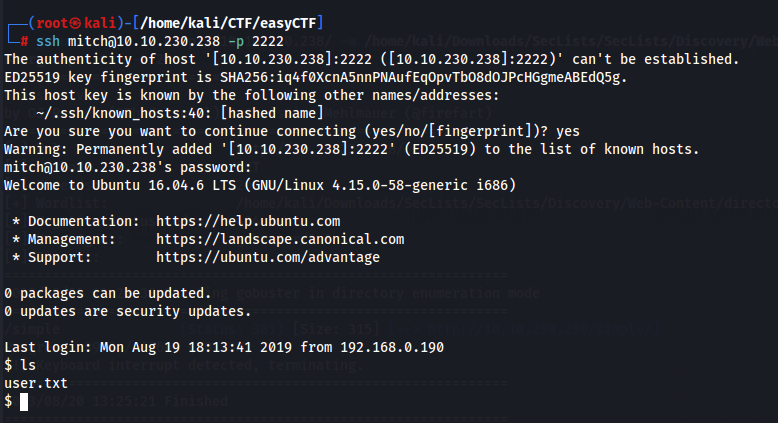 (root㉿kali)-[/home/kali/CTF/easyCTF]
# ssh mitch@10.10.230.238 -p 2222
The authenticity of host '[10.10.230.238]:2222 ([10.10.230.238]:2222)' can't be established.
ED25519 key fingerprint is SHA256:iq4f0XcnA5nnPNAufEqOpvTbO8dOJPcHGgmeABEdQ5g.
This host key is known by the following other names/addresses:
~/.ssh/known_hosts:40: [hashed name]
Are you sure you want to continue connecting (yes/no/[fingerprint])? yes
Warning: Permanently added '[10.10.230.238]:2222' (ED25519) to the list of known hosts.
mitch@10.10.230.238's password:
Welcome to Ubuntu 16.04.6 LTS (GNU/Linux 4.15.0-58-generic i686)
* Documentation: https://help.ubuntu.com
* Management: https://landscape.canonical.com
* Support: https://ubuntu.com/advantage
0 packages can be updated.
0 updates are security updates.
Last login: Mon Aug 19 18:13:41 2019 from 192.168.0.190
$ ls
user.txt
$